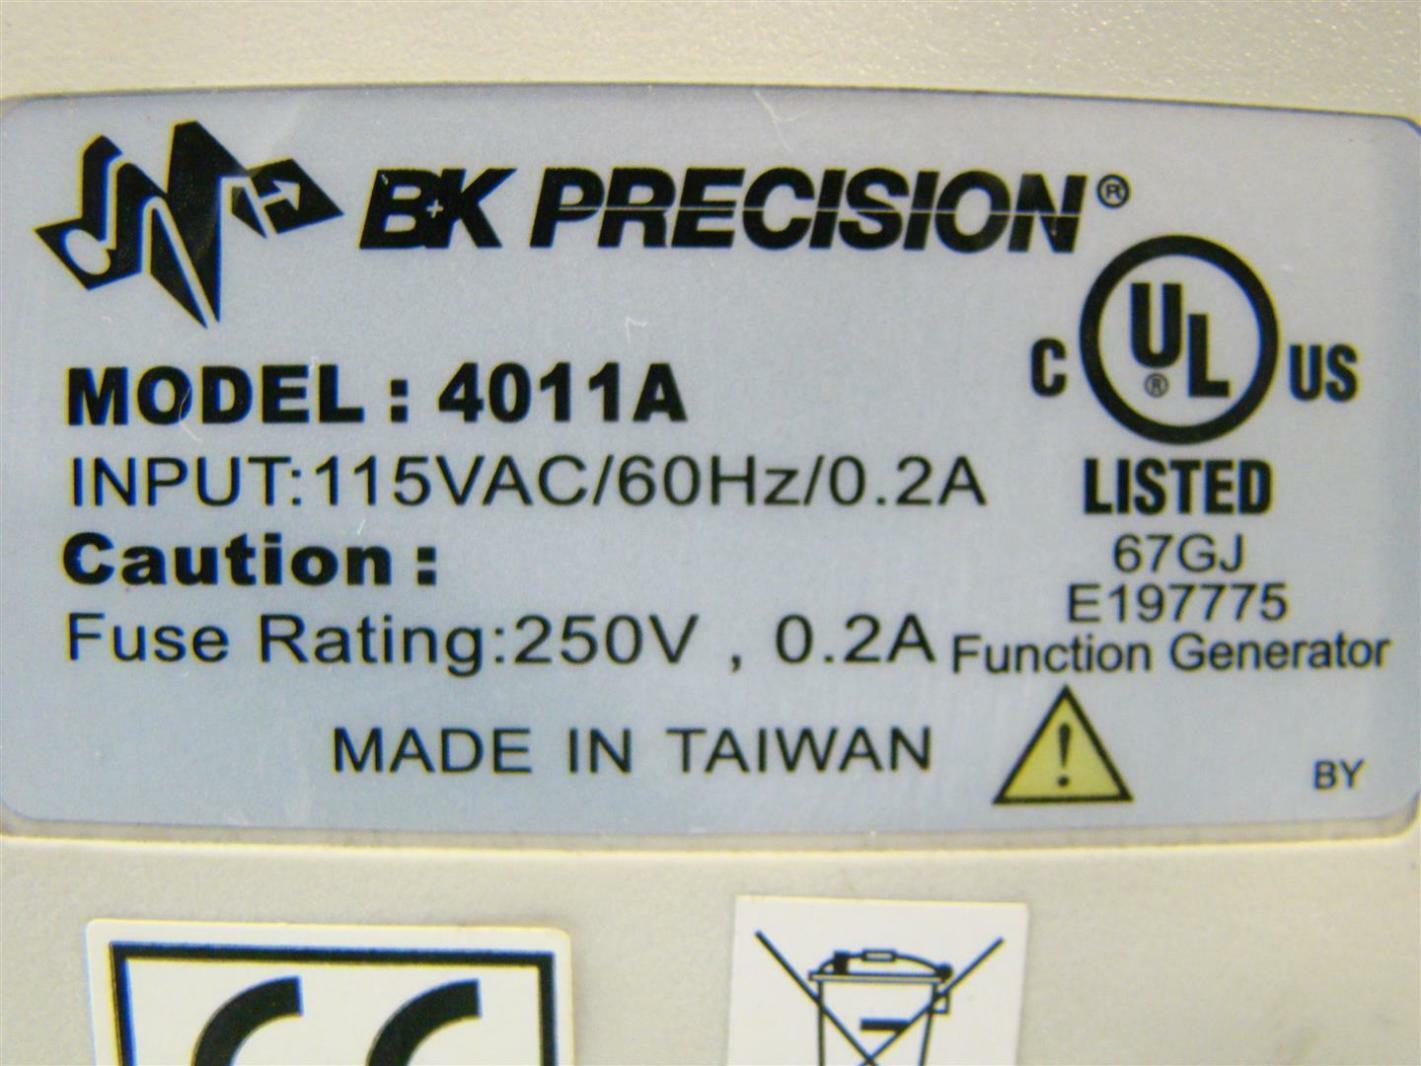 B+K PRECISION®
MODEL : 4011A
INPUT:115VAC/60Hz/0.2A
Caution :
Fuse Rating:250V , 0.2A
MADE IN TAIWAN
C UL® US
LISTED
67GJ
E197775
Function Generator
!
BY
CE